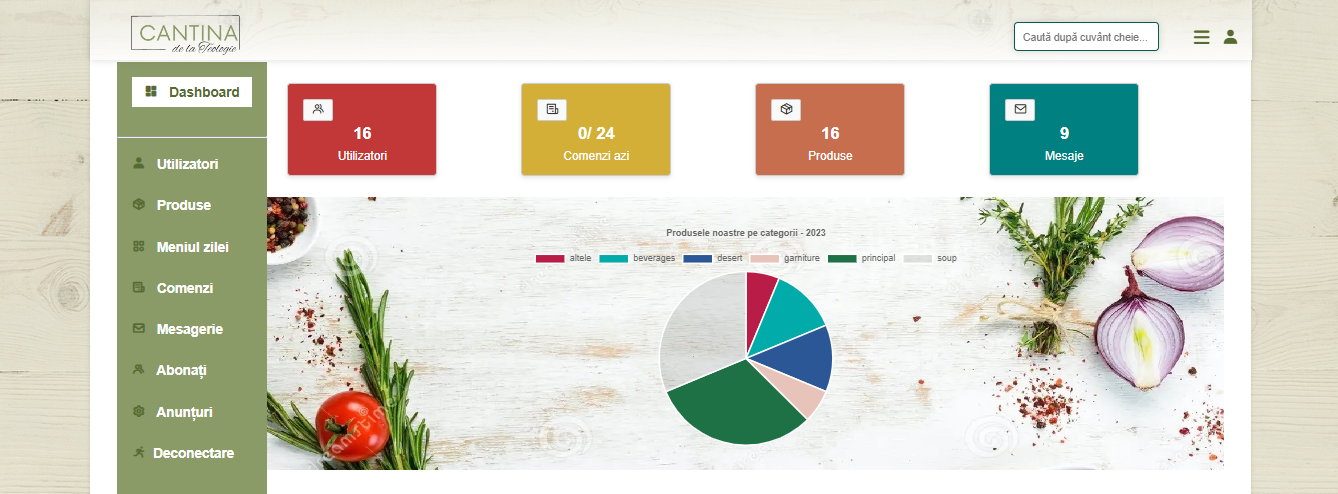 CANTINA
de la Teologie
Caută după cuvânt cheie...
Dashboard
Utilizatori
Produse
Meniul zilei
Comenzi
Mesagerie
Abonați
Anunțuri
Deconectare
16
Utilizatori
0/ 24
Comenzi azi
16
Produse
9
Mesaje
Produsele noastre pe categorii - 2023
altele beverages desert garniture principal soup